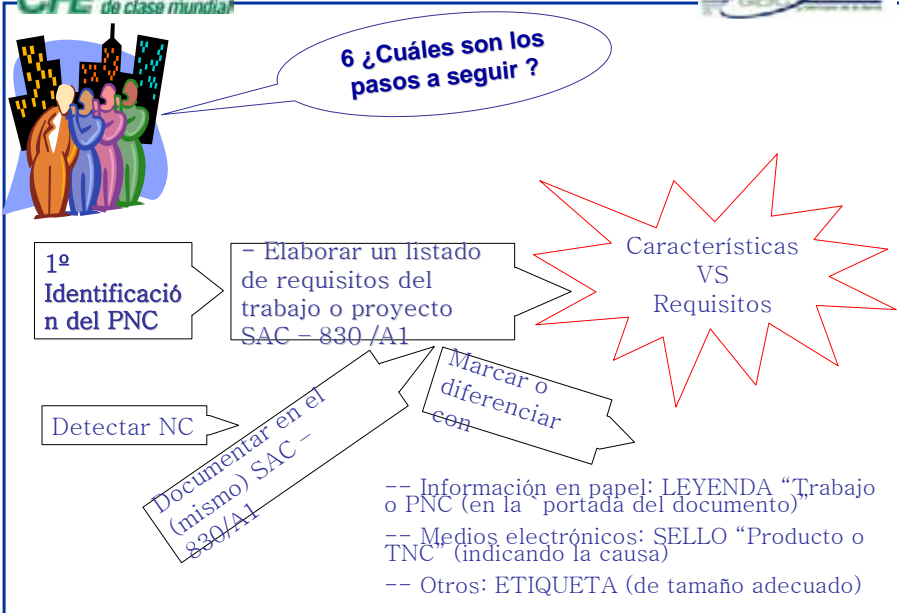 CFE de clase mundial
6 ¿Cuáles son los
pasos a seguir ?
1º
Identificació
n del PNC
- Elaborar un listado
de requisitos del
trabajo o proyecto
SAC – 830 /A1
Características
VS
Requisitos
Detectar NC
Documentar en el
(mismo) SAC –
830/A1
Marcar o
diferenciar
con
-- Información en papel: LEYENDA “Trabajo
o PNC (en la `portada del documento)”
-- Medios electrónicos: SELLO “Producto o
TNC” (indicando la causa)
-- Otros: ETIQUETA (de tamaño adecuado)